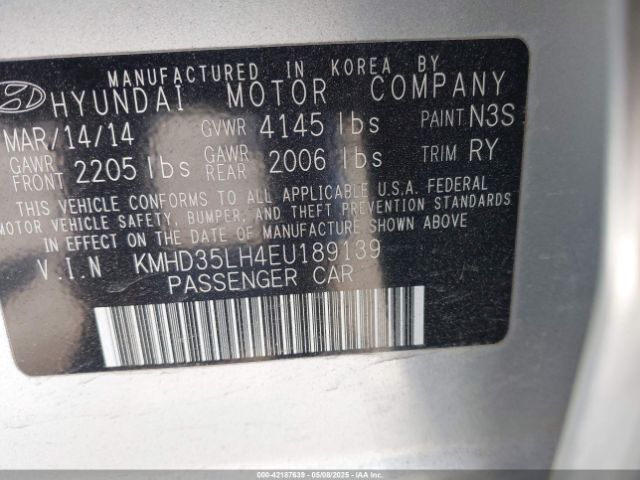 MANUFACTURED IN KOREA BY
HYUNDAI MOTOR COMPANY
MAR/14/14 GVWR 4145 lbs PAINT N3S
GAWR FRONT 2205 lbs GAWR REAR 2006 lbs TRIM RY
THIS VEHICLE CONFORMS TO ALL APPLICABLE U.S.A. FEDERAL
MOTOR VEHICLE SAFETY, BUMPER, AND THEFT PREVENTION STANDARDS
IN EFFECT ON THE DATE OF MANUFACTURE SHOWN ABOVE
V.I.N KMHD35LH4EU189139
PASSENGER CAR
000-42187639 - 05/08/2025 - IAAI.COM